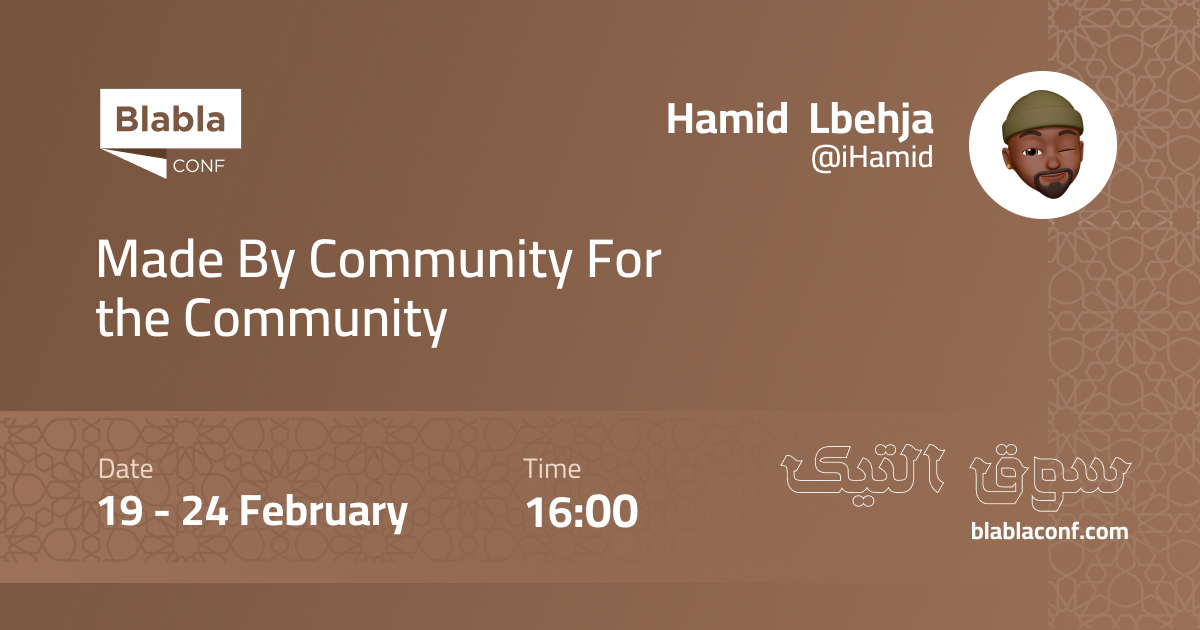 Blabla
CONF
Hamid Lbehja
@iHamid
Made By Community For
the Community
Date
19 - 24 February
Time
16:00
سوق التيك
blablaconf.com